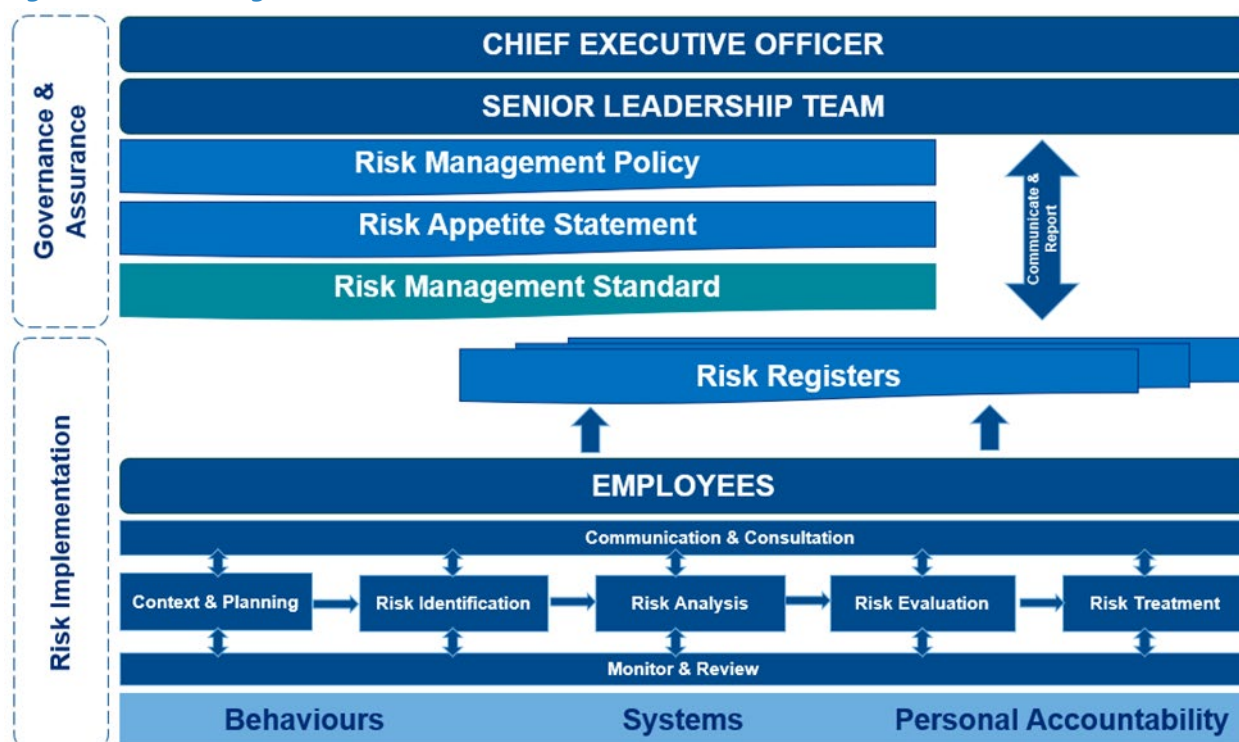 CHIEF EXECUTIVE OFFICER
SENIOR LEADERSHIP TEAM
Governance &
Assurance
Risk Management Policy
Risk Appetite Statement
Risk Management Standard
Communicate &
Report
Risk Registers
Risk Implementation
EMPLOYEES
Communication & Consultation
Context & Planning
Risk Identification
Risk Analysis
Risk Evaluation
Risk Treatment
Monitor & Review
Behaviours
Systems
Personal Accountability